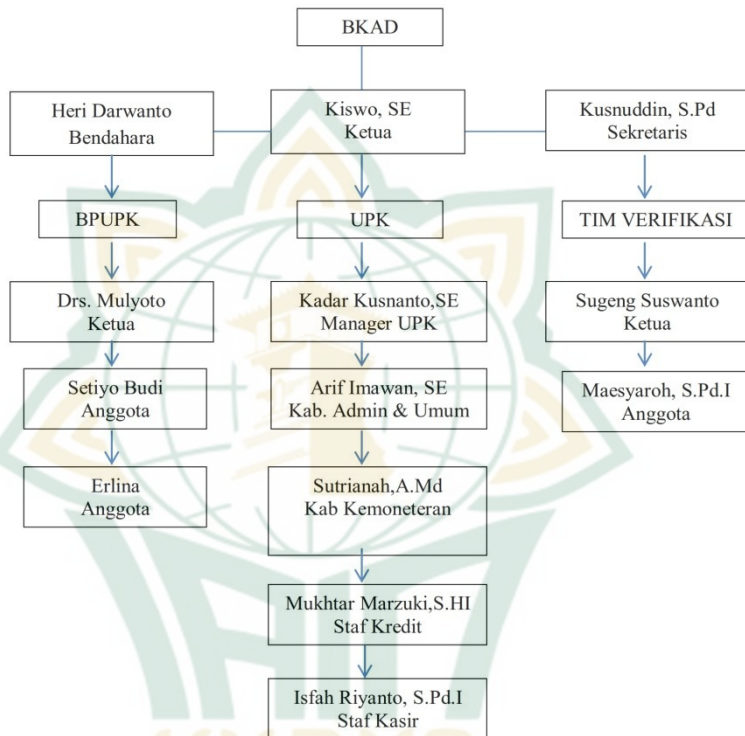 BKAD
Heri Darwanto
Bendahara
Kiswo, SE
Ketua
Kusnuddin, S.Pd
Sekretaris
BPUPK
UPK
TIM VERIFIKASI
Drs. Mulyoto
Ketua
Kadar Kusnanto,SE
Manager UPK
Sugeng Suswanto
Ketua
Setiyo Budi
Anggota
Arif Imawan, SE
Kab. Admin & Umum
Maesyaroh, S.Pd.I
Anggota
Erlina
Anggota
Sutrianah,A.Md
Kab Kemoneteran
Mukhtar Marzuki,S.HI
Staf Kredit
Isfah Riyanto, S.Pd.I
Staf Kasir